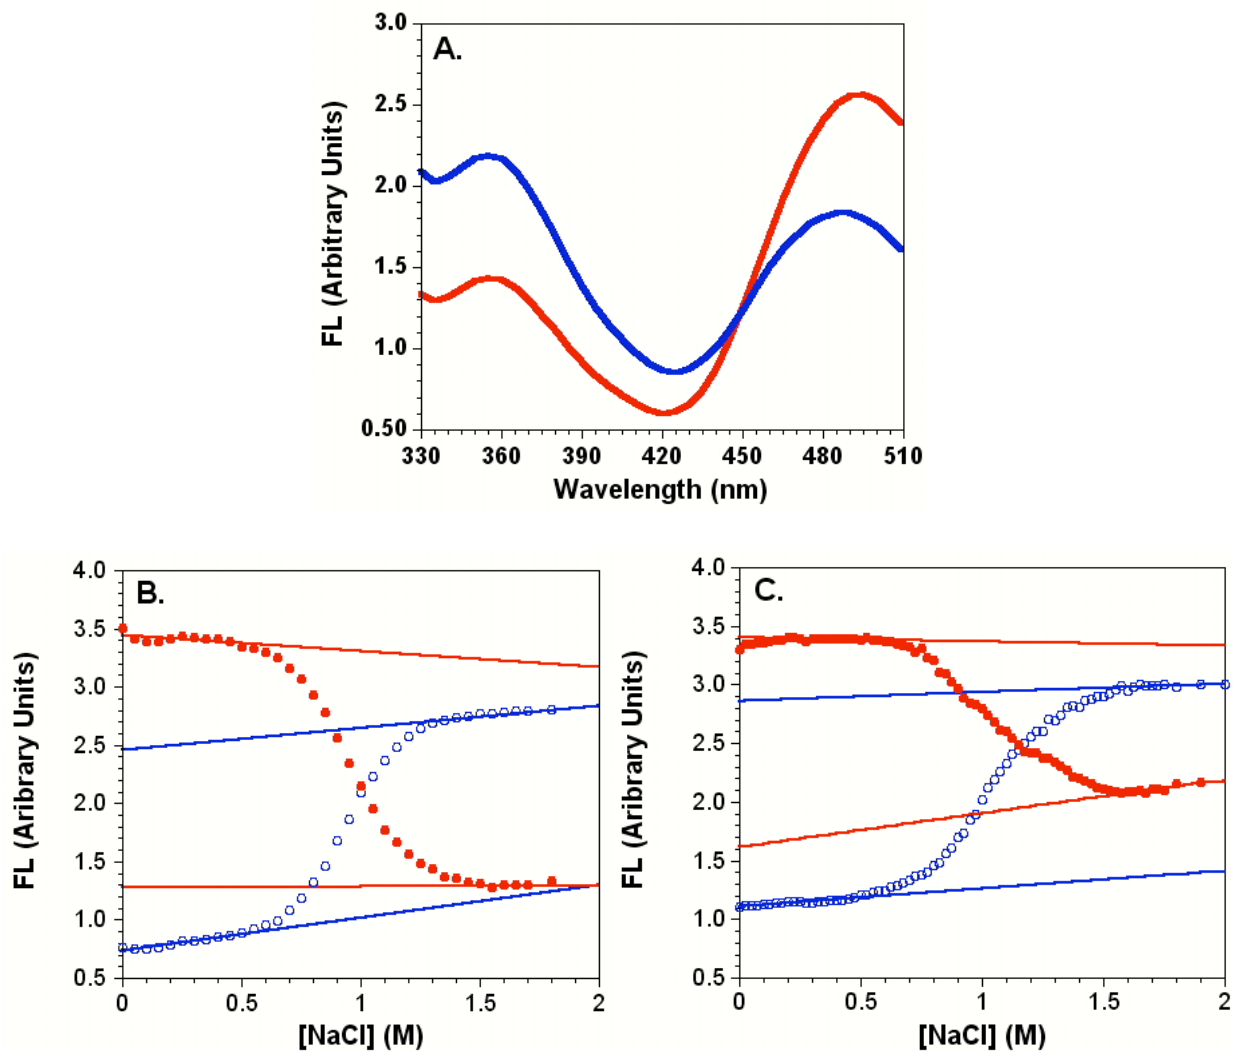 A.
FL (Arbitrary Units)
3.0
2.5
2.0
1.5
1.0
0.50
330 360 390 420 450 480 510
Wavelength (nm)
B.
FL (Aribrary Units)
4.0
3.5
3.0
2.5
2.0
1.5
1.0
0.5
0 0.5 1 1.5 2
[NaCl] (M)
C.
FL (Aribrary Units)
4.0
3.5
3.0
2.5
2.0
1.5
1.0
0.5
0 0.5 1 1.5 2
[NaCl] (M)